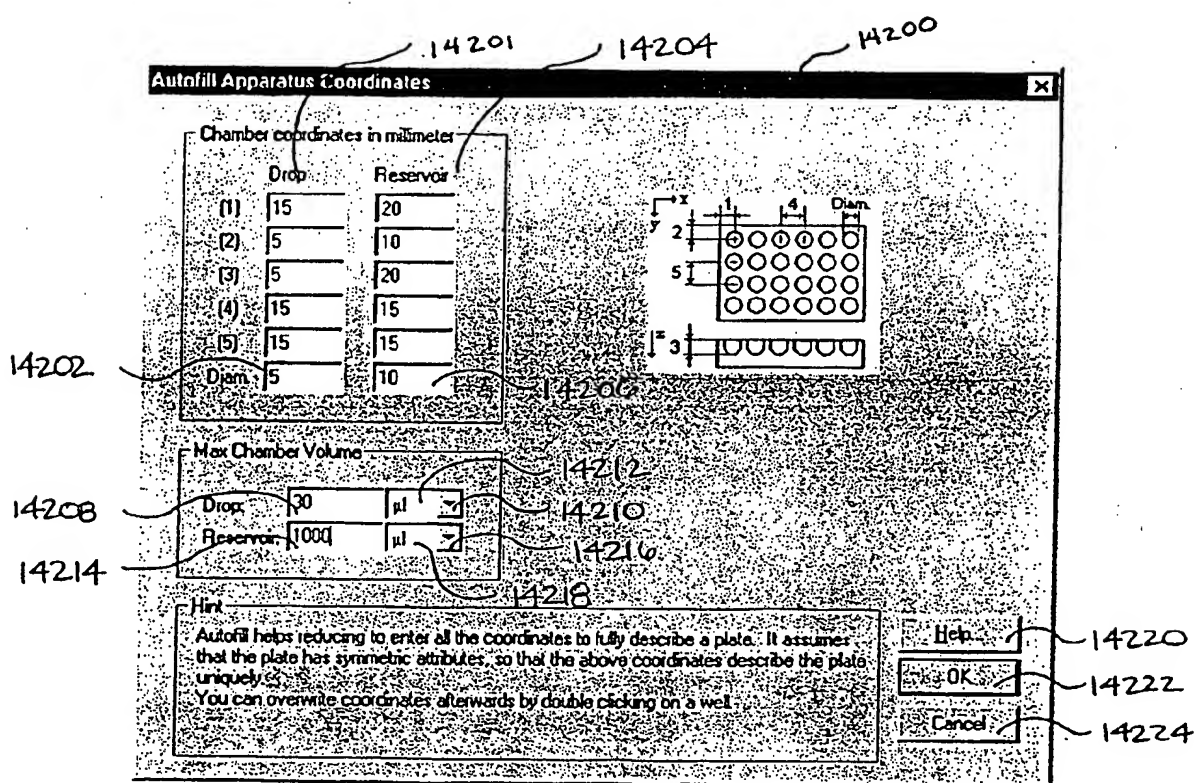 14201 14204 14200
Autofill Apparatus Coordinates
Chamber coordinates in millimeter
Drop Reservoir
(1) 15 20
(2) 5 10
(3) 5 20
(4) 15 15
(5) 15 15
14202 Diam. 5 10 14206
x
y
1 4 Diam.
2
5
z
3
Max Chamber Volume
14212
14208 Drop: 30 µl 14210
14214 Reservoir: 1000 µl 14216
14218
Hint
Autofill helps reducing to enter all the coordinates to fully describe a plate. It assumes
that the plate has symmetric attributes, so that the above coordinates describe the plate
uniquely.
You can overwrite coordinates afterwards by double clicking on a well.
Help... 14220
OK 14222
Cancel 14224